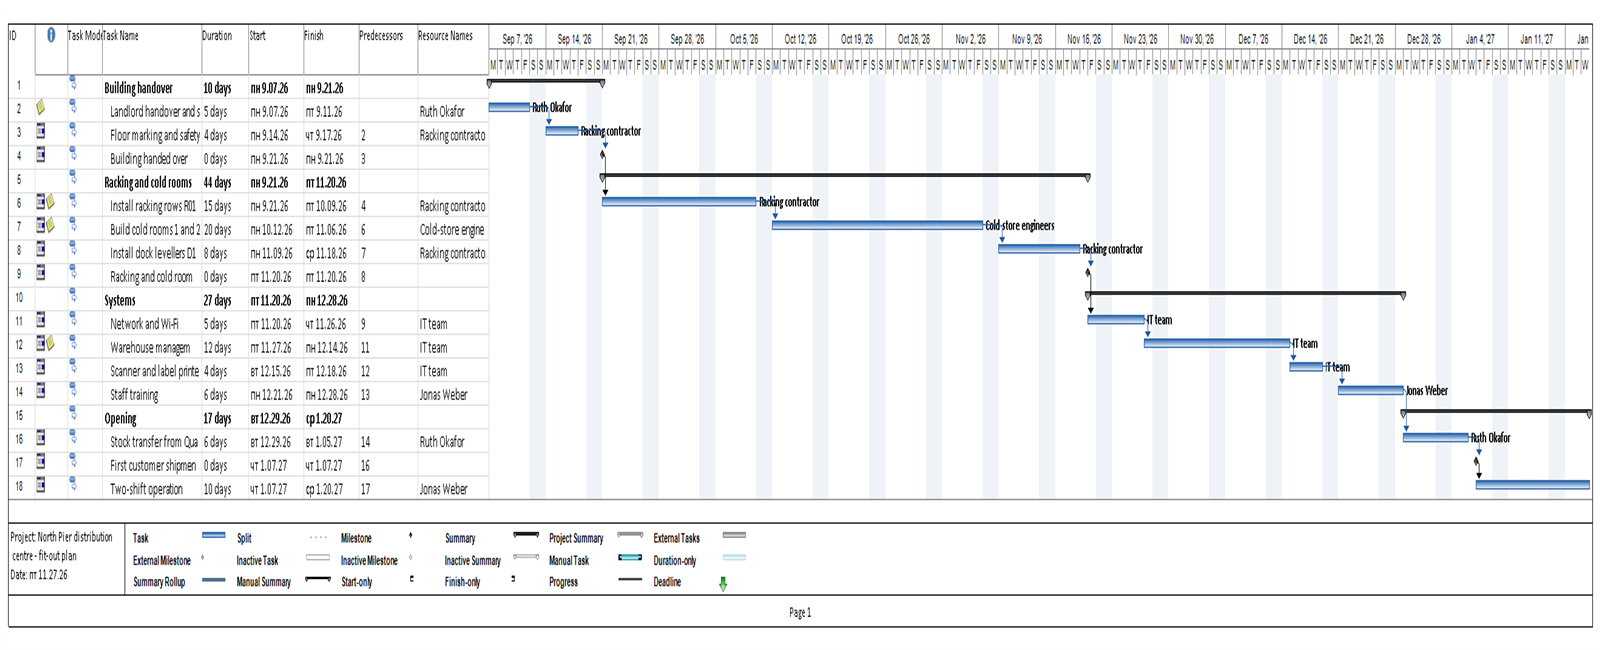 ID Task Mode Task Name Duration Start Finish Predecessors Resource Names
Sep 7, '26 Sep 14, '26 Sep 21, '26 Sep 28, '26 Oct 5, '26 Oct 12, '26 Oct 19, '26 Oct 26, '26 Nov 2, '26 Nov 9, '26 Nov 16, '26 Nov 23, '26 Nov 30, '26 Dec 7, '26 Dec 14, '26 Dec 21, '26 Dec 28, '26 Jan 4, '27 Jan 11, '27 Jan
M T W T F S S M T W T F S S M T W T F S S M T W T F S S M T W T F S S M T W T F S S M T W T F S S M T W T F S S M T W T F S S M T W T F S S M T W T F S S M T W T F S S M T W T F S S M T W T F S S M T W T F S S M T W T F S S M T W T F S S M T W T F S S M T W T F S S M T W
1 Building handover 10 days пн 9.07.26 пн 9.21.26
2 Landlord handover and s 5 days пн 9.07.26 пт 9.11.26 Ruth Okafor Ruth Okafor
3 Floor marking and safety 4 days пн 9.14.26 чт 9.17.26 2 Racking contracto Racking contractor
4 Building handed over 0 days пн 9.21.26 пн 9.21.26 3
5 Racking and cold rooms 44 days пн 9.21.26 пт 11.20.26
6 Install racking rows R01 15 days пн 9.21.26 пт 10.09.26 4 Racking contracto Racking contractor
7 Build cold rooms 1 and 2 20 days пн 10.12.26 пт 11.06.26 6 Cold-store engine Cold-store engineers
8 Install dock levellers D1 8 days пн 11.09.26 ср 11.18.26 7 Racking contracto Racking contractor
9 Racking and cold room 0 days пт 11.20.26 пт 11.20.26 8
10 Systems 27 days пт 11.20.26 пн 12.28.26
11 Network and Wi-Fi 5 days пт 11.20.26 чт 11.26.26 9 IT team IT team
12 Warehouse managem 12 days пт 11.27.26 пн 12.14.26 11 IT team IT team
13 Scanner and label printe 4 days вт 12.15.26 пт 12.18.26 12 IT team IT team
14 Staff training 6 days пн 12.21.26 пн 12.28.26 13 Jonas Weber Jonas Weber
15 Opening 17 days вт 12.29.26 ср 1.20.27
16 Stock transfer from Qua 6 days вт 12.29.26 вт 1.05.27 14 Ruth Okafor Ruth Okafor
17 First customer shipmen 0 days чт 1.07.27 чт 1.07.27 16
18 Two-shift operation 10 days чт 1.07.27 ср 1.20.27 17 Jonas Weber
Project: North Pier distribution
centre - fit-out plan
Date: пт 11.27.26
Task Split Milestone Summary Project Summary External Tasks
External Milestone Inactive Task Inactive Milestone Inactive Summary Manual Task Duration-only
Summary Rollup Manual Summary Start-only Finish-only Progress Deadline
Page 1